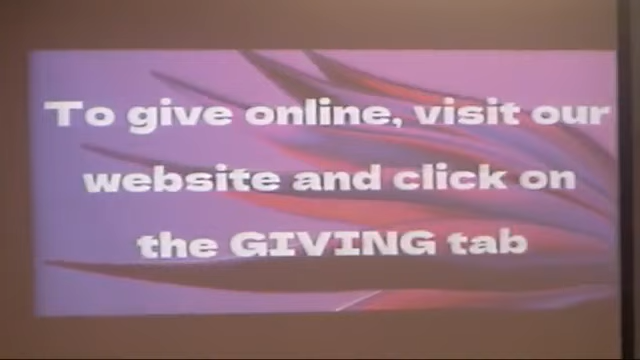 To give online, visit our
website and click on
the GIVING tab